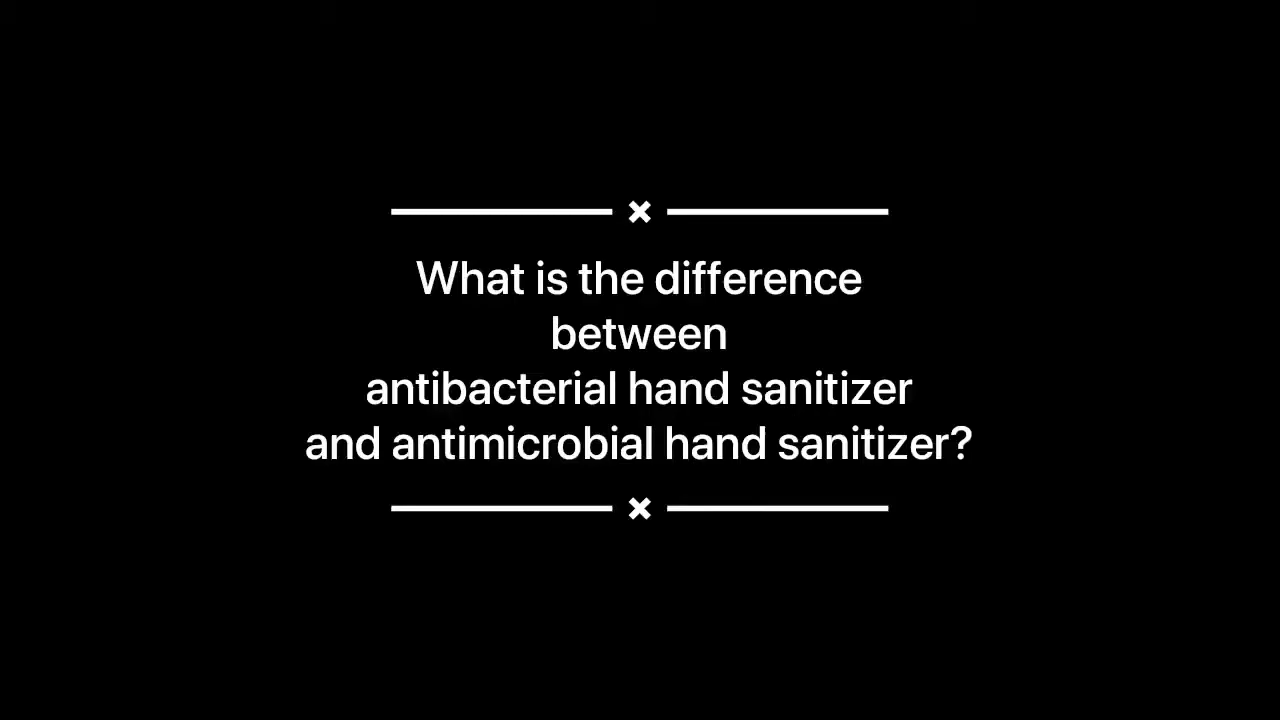 What is the difference
between
antibacterial hand sanitizer
and antimicrobial hand sanitizer?